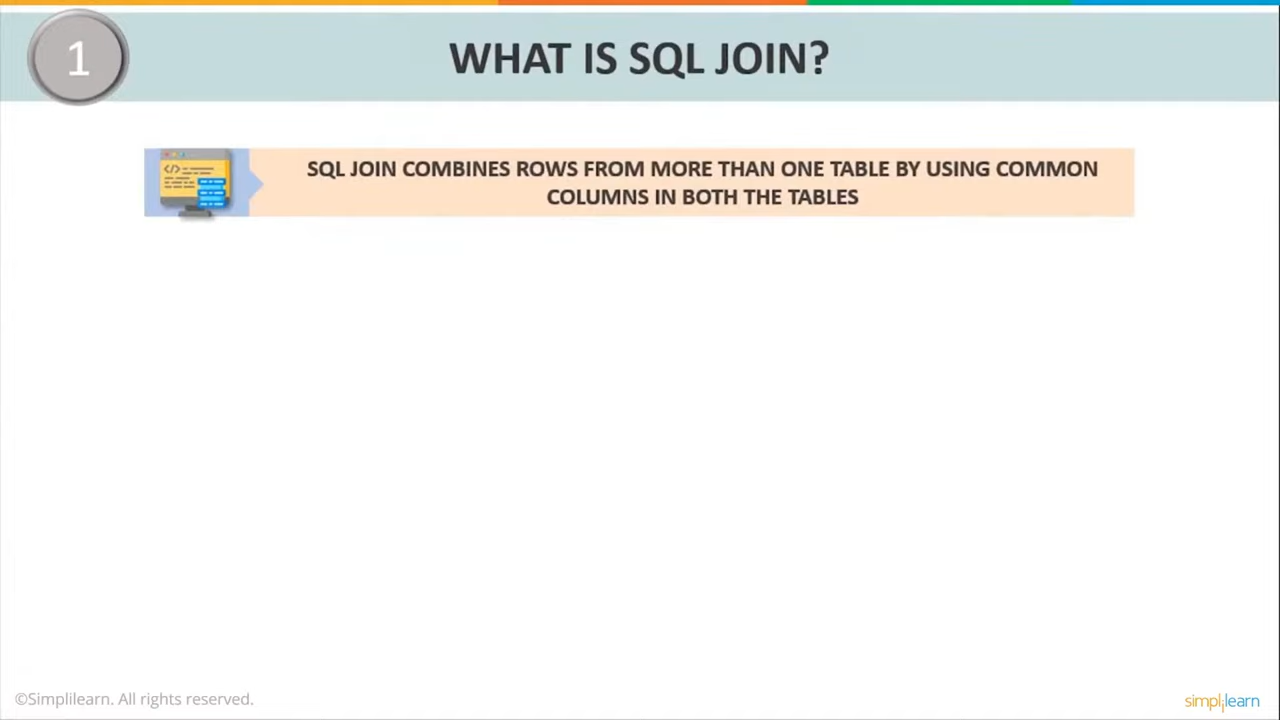 1
WHAT IS SQL JOIN?
SQL JOIN COMBINES ROWS FROM MORE THAN ONE TABLE BY USING COMMON
COLUMNS IN BOTH THE TABLES
©Simplilearn. All rights reserved.
simplilearn